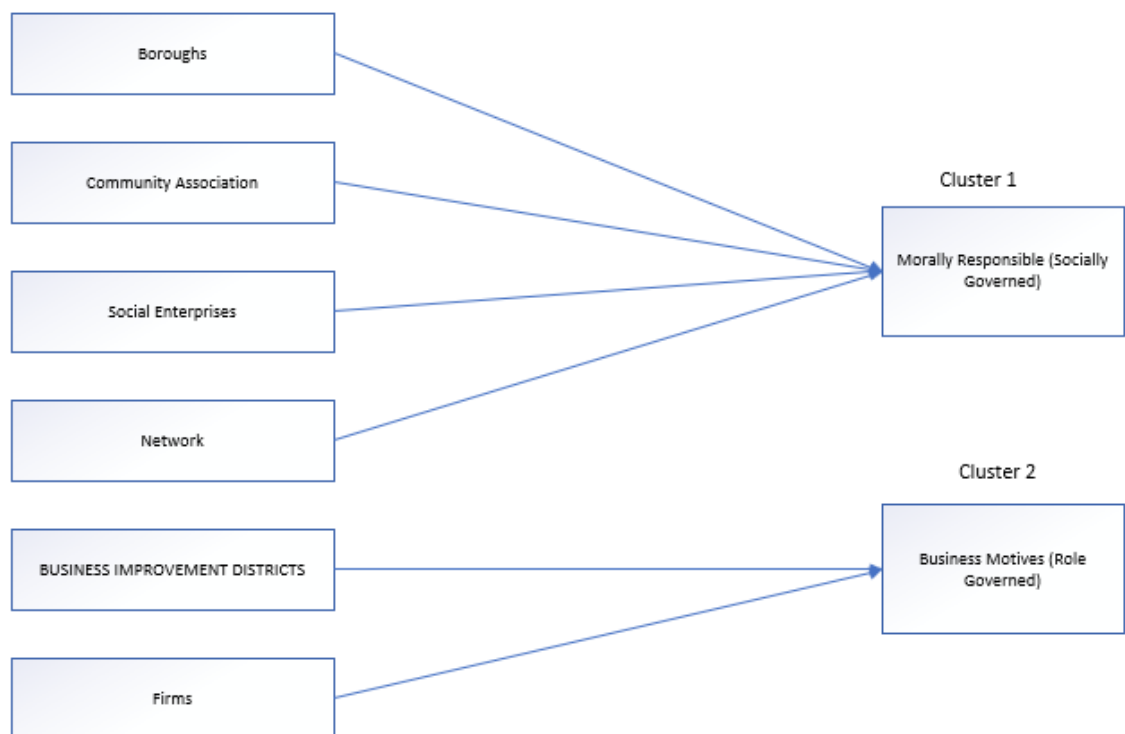 Boroughs
Community Association
Social Enterprises
Network
BUSINESS IMPROVEMENT DISTRICTS
Firms
Cluster 1
Morally Responsible (Socially
Governed)
Cluster 2
Business Motives (Role
Governed)